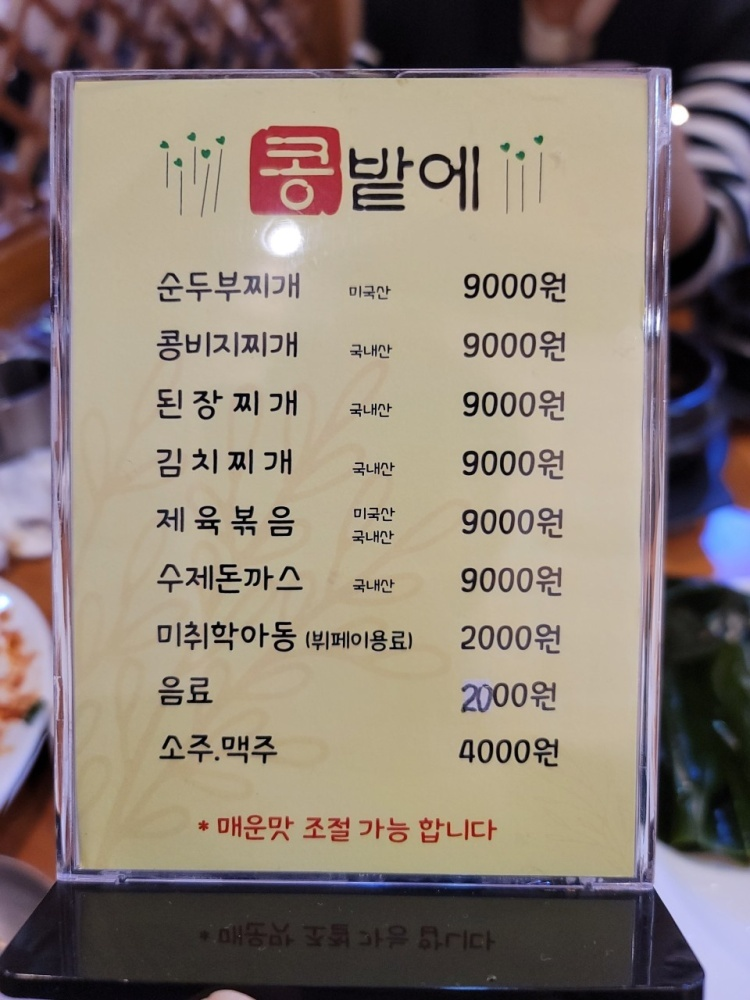 콩밭에
순두부찌개 미국산 9000원
콩비지찌개 국내산 9000원
된장찌개 국내산 9000원
김치찌개 국내산 9000원
제육볶음 미국산 국내산 9000원
수제돈까스 국내산 9000원
미취학아동 (뷔페이용료) 2000원
음료 2000원
소주.맥주 4000원
* 매운맛 조절 가능 합니다